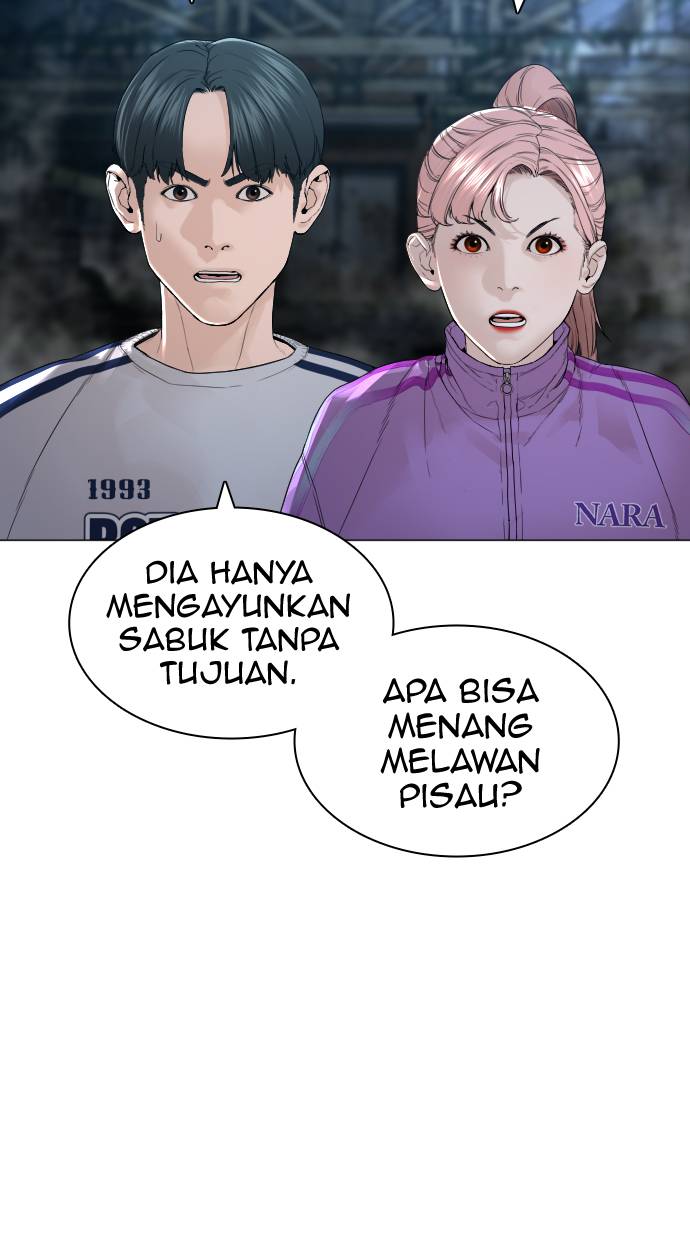 1993
NARA
DIA HANYA
MENGAYUNKAN
SABUK TANPA
TUJUAN.
APA BISA
MENANG
MELAWAN
PISAU?